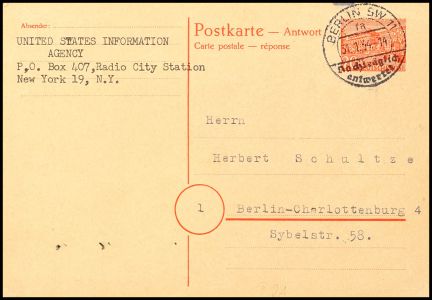 Absender:
UNITED STATES INFORMATION
AGENCY
P.O. Box 407,Radio City Station
New York 19, N.Y.
Postkarte — Antwort
Carte postale — réponse
BERLIN SW 11
Nachträglich
entwertet
Herrn
Herbert Schultze
1
Berlin-Charlottenburg 4
Sybelstr. 58.